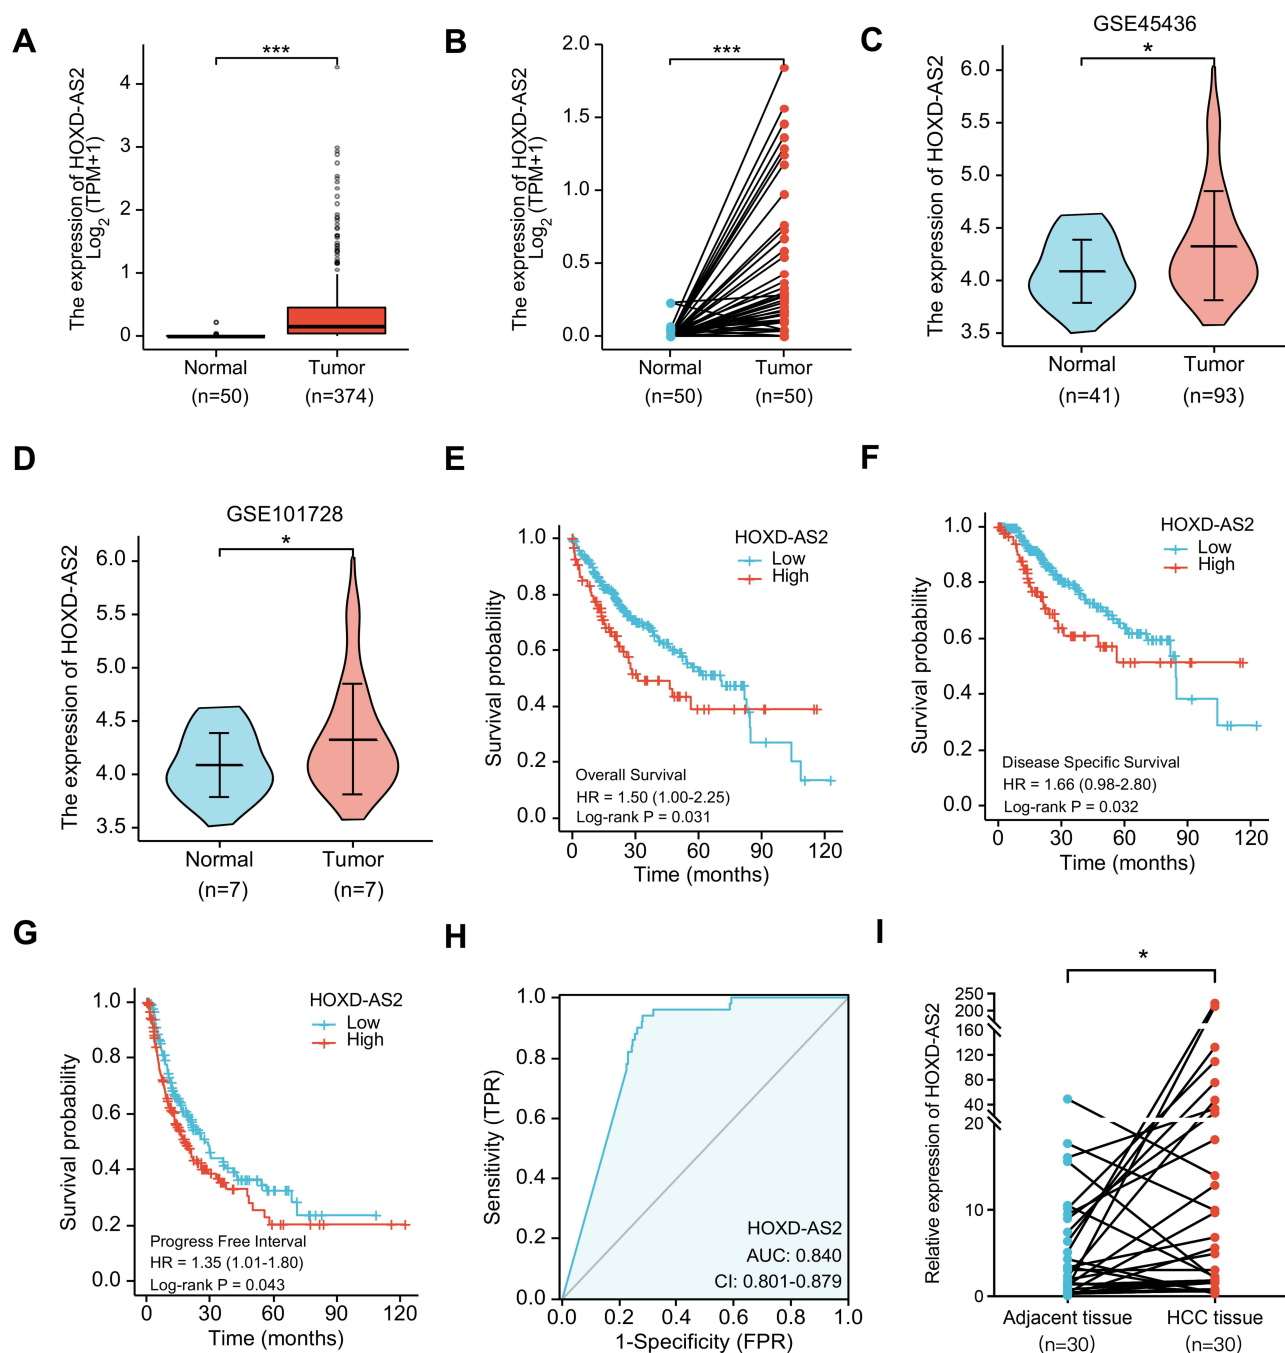 A
The expression of HOXD-AS2
Log2 (TPM+1)
4
3
2
1
0
***
Normal
Tumor
(n=50)
(n=374)
B
The expression of HOXD-AS2
Log2 (TPM+1)
2.0
1.5
1.0
0.5
0.0
***
Normal
Tumor
(n=50)
(n=50)
C
GSE45436
The expression of HOXD-AS2
6.0
5.5
5.0
4.5
4.0
3.5
*
Normal
Tumor
(n=41)
(n=93)
D
GSE101728
The expression of HOXD-AS2
6.0
5.5
5.0
4.5
4.0
3.5
*
Normal
Tumor
(n=7)
(n=7)
E
Survival probability
1.0
0.8
0.6
0.4
0.2
0.0
HOXD-AS2
Low
High
Overall Survival
HR = 1.50 (1.00-2.25)
Log-rank P = 0.031
0 30 60 90 120
Time (months)
F
Survival probability
1.0
0.8
0.6
0.4
0.2
0.0
HOXD-AS2
Low
High
Disease Specific Survival
HR = 1.66 (0.98-2.80)
Log-rank P = 0.032
0 30 60 90 120
Time (months)
G
Survival probability
1.0
0.8
0.6
0.4
0.2
0.0
HOXD-AS2
Low
High
Progress Free Interval
HR = 1.35 (1.01-1.80)
Log-rank P = 0.043
0 30 60 90 120
Time (months)
H
Sensitivity (TPR)
1.0
0.8
0.6
0.4
0.2
0.0
HOXD-AS2
AUC: 0.840
CI: 0.801-0.879
0.0 0.2 0.4 0.6 0.8 1.0
1-Specificity (FPR)
I
Relative expression of HOXD-AS2
250
200
160
120
80
40
20
10
0
*
Adjacent tissue
HCC tissue
(n=30)
(n=30)